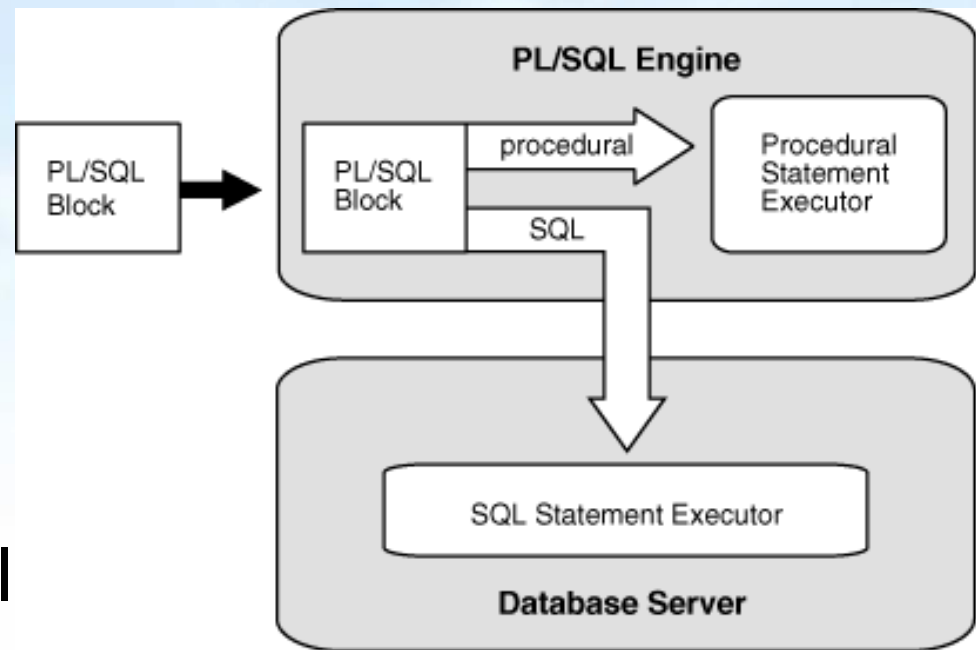 PL/SQL Engine
PL/SQL
Block
PL/SQL
Block
procedural
SQL
Procedural
Statement
Executor
SQL Statement Executor
Database Server